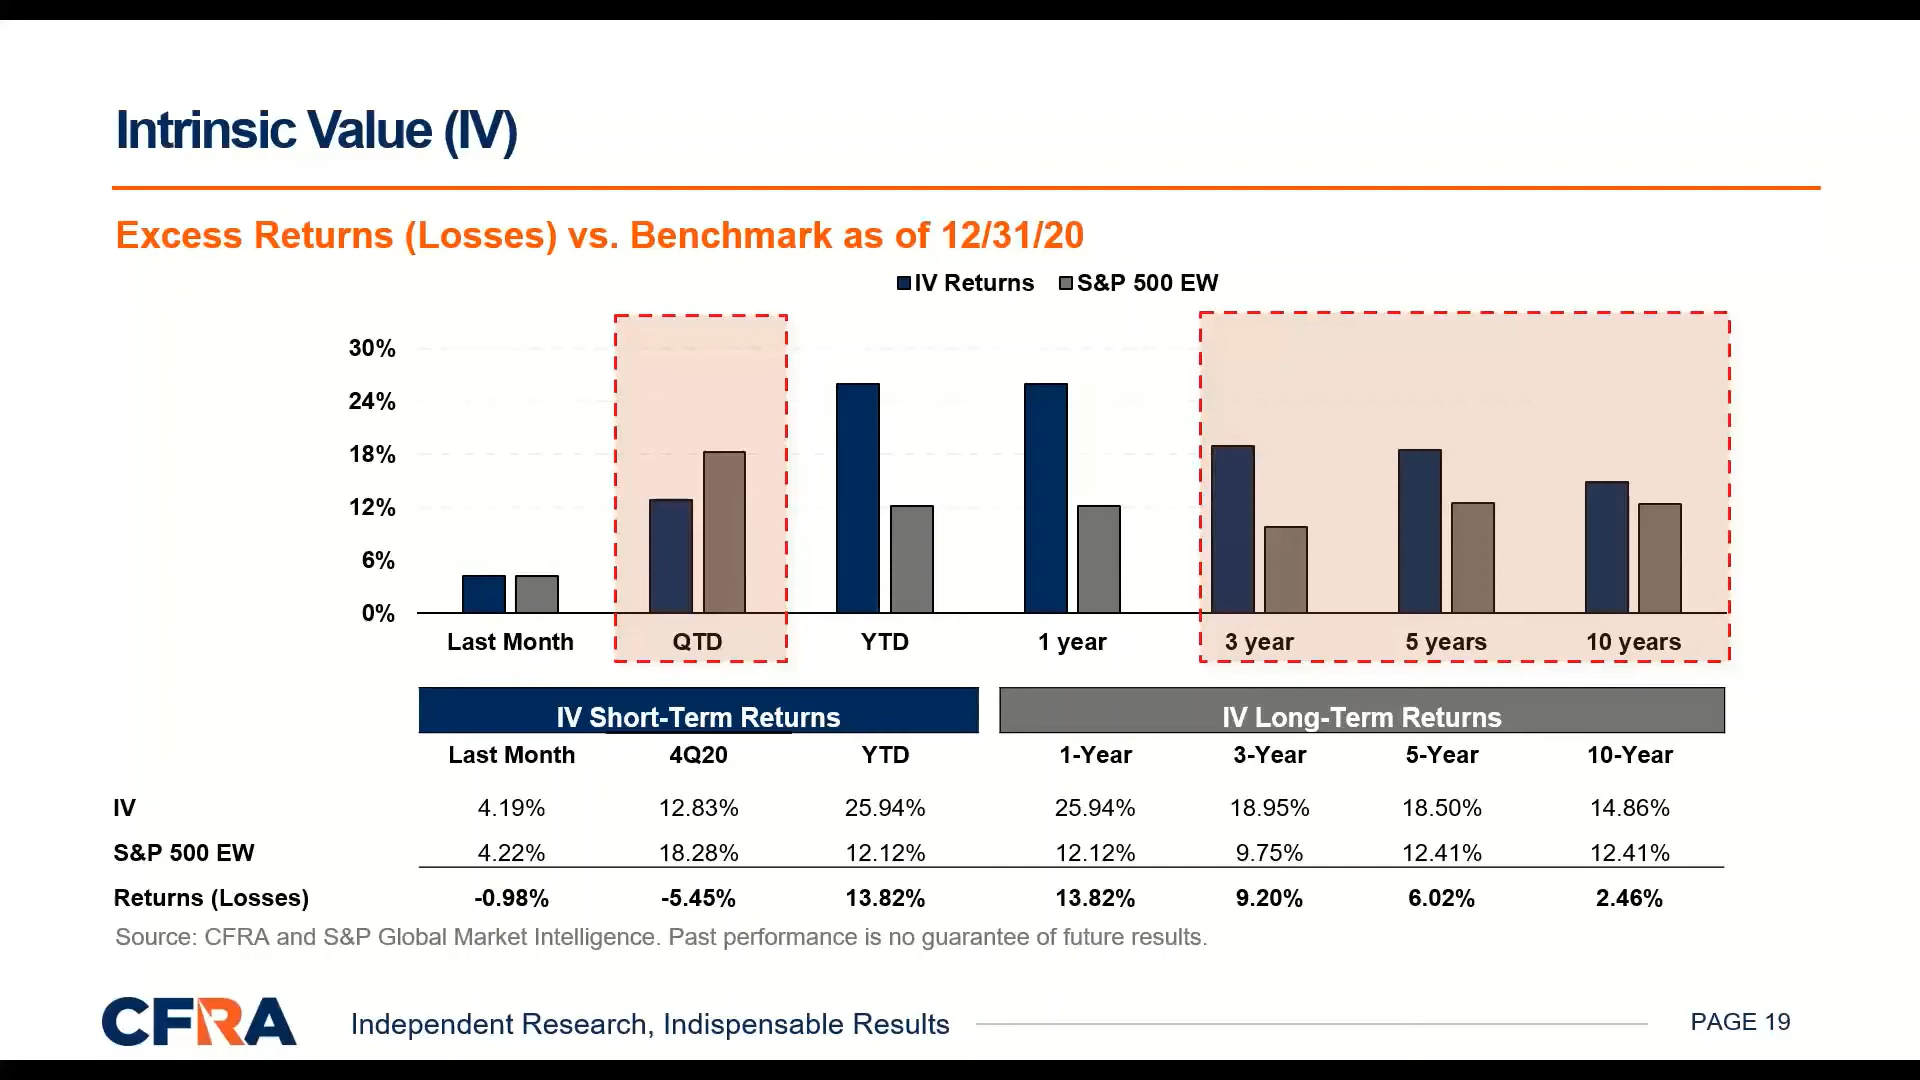 Intrinsic Value (IV)
Excess Returns (Losses) vs. Benchmark as of 12/31/20
IV Returns S&P 500 EW
30%
24%
18%
12%
6%
0%
Last Month QTD YTD 1 year 3 year 5 years 10 years
IV Short-Term Returns IV Long-Term Returns
Last Month 4Q20 YTD 1-Year 3-Year 5-Year 10-Year
IV 4.19% 12.83% 25.94% 25.94% 18.95% 18.50% 14.86%
S&P 500 EW 4.22% 18.28% 12.12% 12.12% 9.75% 12.41% 12.41%
Returns (Losses) -0.98% -5.45% 13.82% 13.82% 9.20% 6.02% 2.46%
Source: CFRA and S&P Global Market Intelligence. Past performance is no guarantee of future results.
CFRA Independent Research, Indispensable Results PAGE 19